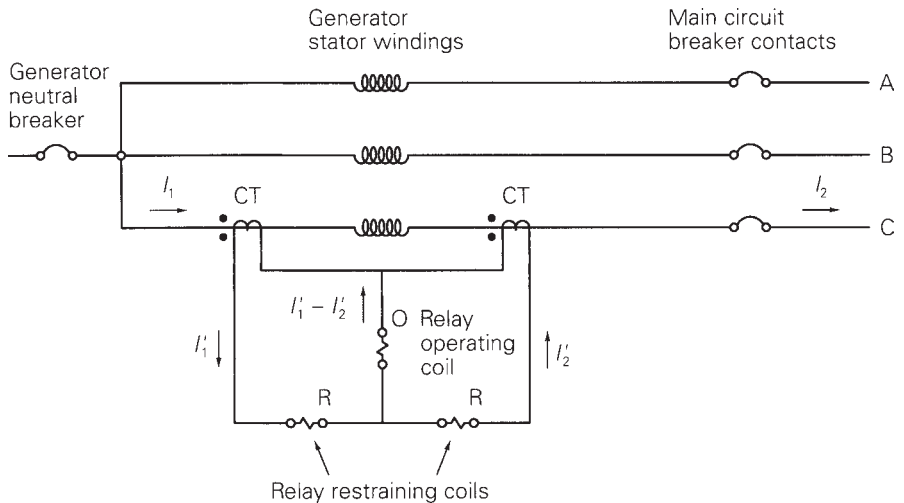 Generator
stator windings
Main circuit
breaker contacts
Generator
neutral
breaker
A
B
I₁
CT
CT
I₂
C
I′₁ − I′₂
O Relay
operating
coil
I′₁
I′₂
R
R
Relay restraining coils